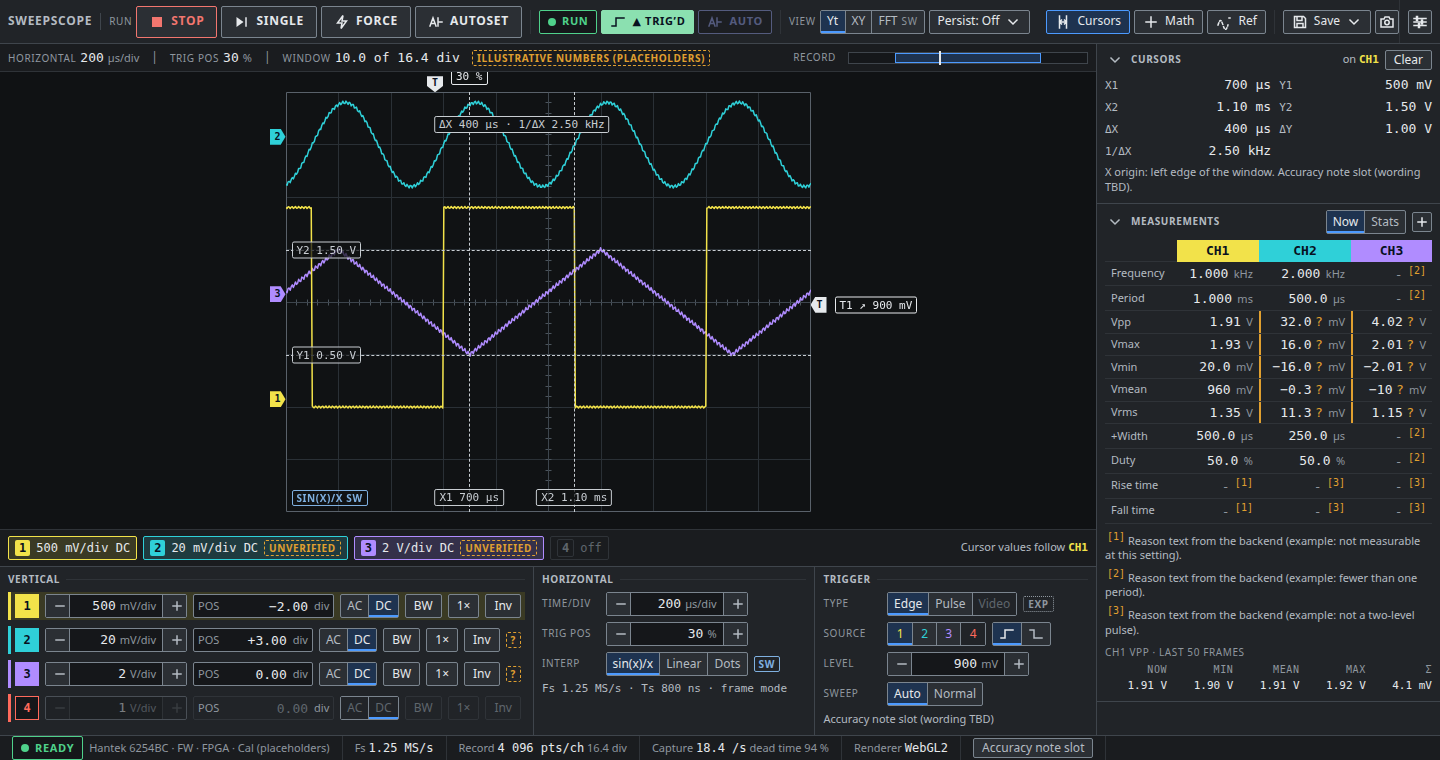 SWEEPSCOPE RUN STOP SINGLE FORCE AUTOSET RUN ▲ TRIG'D AUTO VIEW Yt XY FFT SW Persist: Off Cursors Math Ref Save
HORIZONTAL 200 µs/div | TRIG POS 30 % | WINDOW 10.0 of 16.4 div ILLUSTRATIVE NUMBERS (PLACEHOLDERS) RECORD
T 30 %
ΔX 400 µs · 1/ΔX 2.50 kHz
2
Y2 1.50 V
3
T T1 ↗ 900 mV
Y1 0.50 V
1
SIN(X)/X SW X1 700 µs X2 1.10 ms
1 500 mV/div DC 2 20 mV/div DC UNVERIFIED 3 2 V/div DC UNVERIFIED 4 off Cursor values follow CH1
VERTICAL
1 − 500 mV/div + POS −2.00 div AC DC BW 1× Inv
2 − 20 mV/div + POS +3.00 div AC DC BW 1× Inv ?
3 − 2 V/div + POS 0.00 div AC DC BW 1× Inv ?
4 − 1 V/div + POS 0.00 div AC DC BW 1× Inv
HORIZONTAL
TIME/DIV − 200 µs/div +
TRIG POS − 30 % +
INTERP sin(x)/x Linear Dots SW
Fs 1.25 MS/s · Ts 800 ns · frame mode
TRIGGER
TYPE Edge Pulse Video EXP
SOURCE 1 2 3 4
LEVEL − 900 mV +
SWEEP Auto Normal
Accuracy note slot (wording TBD)
CURSORS on CH1 Clear
X1 700 µs Y1 500 mV
X2 1.10 ms Y2 1.50 V
ΔX 400 µs ΔY 1.00 V
1/ΔX 2.50 kHz
X origin: left edge of the window. Accuracy note slot (wording
TBD).
MEASUREMENTS Now Stats +
CH1 CH2 CH3
Frequency 1.000 kHz 2.000 kHz - [2]
Period 1.000 ms 500.0 µs - [2]
Vpp 1.91 V 32.0 ? mV 4.02 ? V
Vmax 1.93 V 16.0 ? mV 2.01 ? V
Vmin 20.0 mV −16.0 ? mV −2.01 ? V
Vmean 960 mV −0.3 ? mV −10 ? mV
Vrms 1.35 V 11.3 ? mV 1.15 ? V
+Width 500.0 µs 250.0 µs - [2]
Duty 50.0 % 50.0 % - [2]
Rise time - [1] - [3] - [3]
Fall time - [1] - [3] - [3]
[1] Reason text from the backend (example: not measurable
at this setting).
[2] Reason text from the backend (example: fewer than one
period).
[3] Reason text from the backend (example: not a two-level
pulse).
CH1 VPP · LAST 50 FRAMES
NOW MIN MEAN MAX Σ
1.91 V 1.90 V 1.91 V 1.92 V 4.1 mV
READY Hantek 6254BC · FW · FPGA · Cal (placeholders) Fs 1.25 MS/s Record 4 096 pts/ch 16.4 div Capture 18.4 /s dead time 94 % Renderer WebGL2 Accuracy note slot